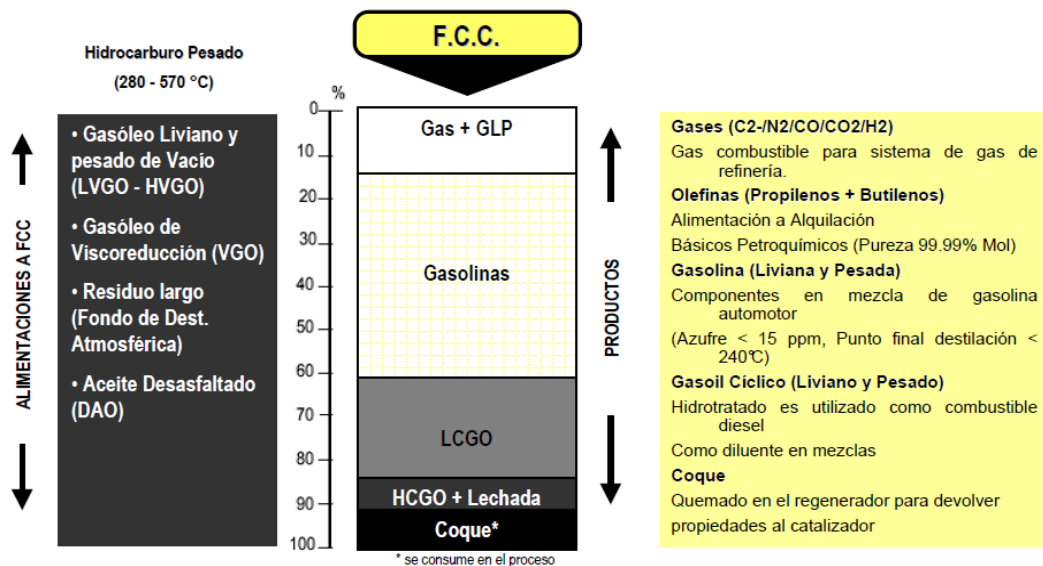 F.C.C.
Hidrocarburo Pesado
(280 - 570 °C)
ALIMENTACIONES A FCC
• Gasóleo Liviano y
pesado de Vacío
(LVGO - HVGO)
• Gasóleo de
Viscoreducción (VGO)
• Residuo largo
(Fondo de Dest.
Atmosférica)
• Aceite Desasfaltado
(DAO)
%
0
10
20
30
40
50
60
70
80
90
100
Gas + GLP
Gasolinas
LCGO
HCGO + Lechada
Coque*
* se consume en el proceso
PRODUCTOS
Gases (C2-/N2/CO/CO2/H2)
Gas combustible para sistema de gas de
refinería.
Olefinas (Propilenos + Butilenos)
Alimentación a Alquilación
Básicos Petroquímicos (Pureza 99.99% Mol)
Gasolina (Liviana y Pesada)
Componentes en mezcla de gasolina
automotor
(Azufre < 15 ppm, Punto final destilación <
240°C)
Gasoil Cíclico (Liviano y Pesado)
Hidrotratado es utilizado como combustible
diesel
Como diluente en mezclas
Coque
Quemado en el regenerador para devolver
propiedades al catalizador